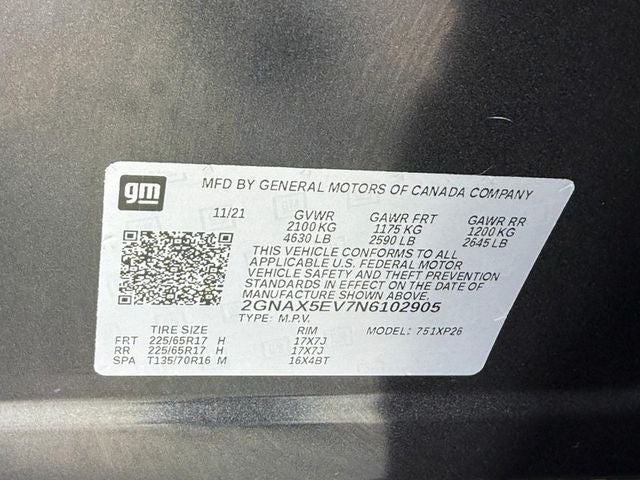 gm MFD BY GENERAL MOTORS OF CANADA COMPANY
11/21 GVWR GAWR FRT GAWR RR
2100 KG 1175 KG 1200 KG
4630 LB 2590 LB 2645 LB
THIS VEHICLE CONFORMS TO ALL
APPLICABLE U.S. FEDERAL MOTOR
VEHICLE SAFETY AND THEFT PREVENTION
STANDARDS IN EFFECT ON THE DATE OF
MANUFACTURE SHOWN ABOVE.
2GNAX5EV7N6102905
TYPE: M.P.V. MODEL: 751XP26
TIRE SIZE RIM
FRT 225/65R17 H 17X7J
RR 225/65R17 H 17X7J
SPA T135/70R16 M 16X4BT